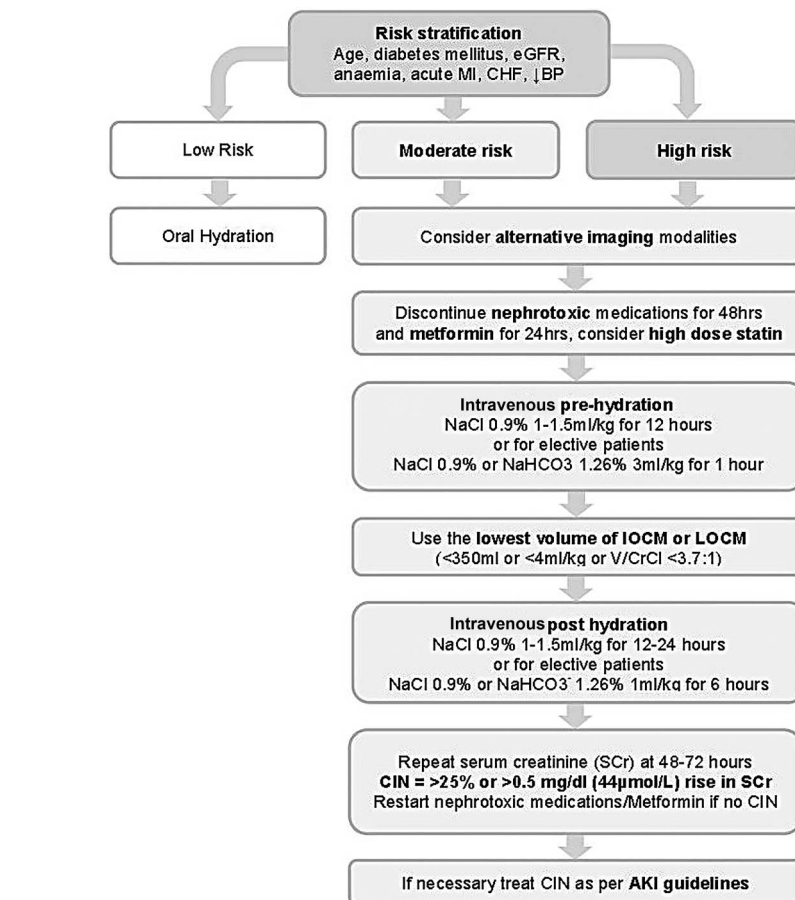 Risk stratification
Age, diabetes mellitus, eGFR,
anaemia, acute MI, CHF, ↓BP
Low Risk
Moderate risk
High risk
Oral Hydration
Consider alternative imaging modalities
Discontinue nephrotoxic medications for 48hrs
and metformin for 24hrs, consider high dose statin
Intravenous pre-hydration
NaCl 0.9% 1-1.5ml/kg for 12 hours
or for elective patients
NaCl 0.9% or NaHCO3 1.26% 3ml/kg for 1 hour
Use the lowest volume of IOCM or LOCM
(<350ml or <4ml/kg or V/CrCl <3.7:1)
Intravenous post hydration
NaCl 0.9% 1-1.5ml/kg for 12-24 hours
or for elective patients
NaCl 0.9% or NaHCO3⁻ 1.26% 1ml/kg for 6 hours
Repeat serum creatinine (SCr) at 48-72 hours
CIN = >25% or >0.5 mg/dl (44µmol/L) rise in SCr
Restart nephrotoxic medications/Metformin if no CIN
If necessary treat CIN as per AKI guidelines